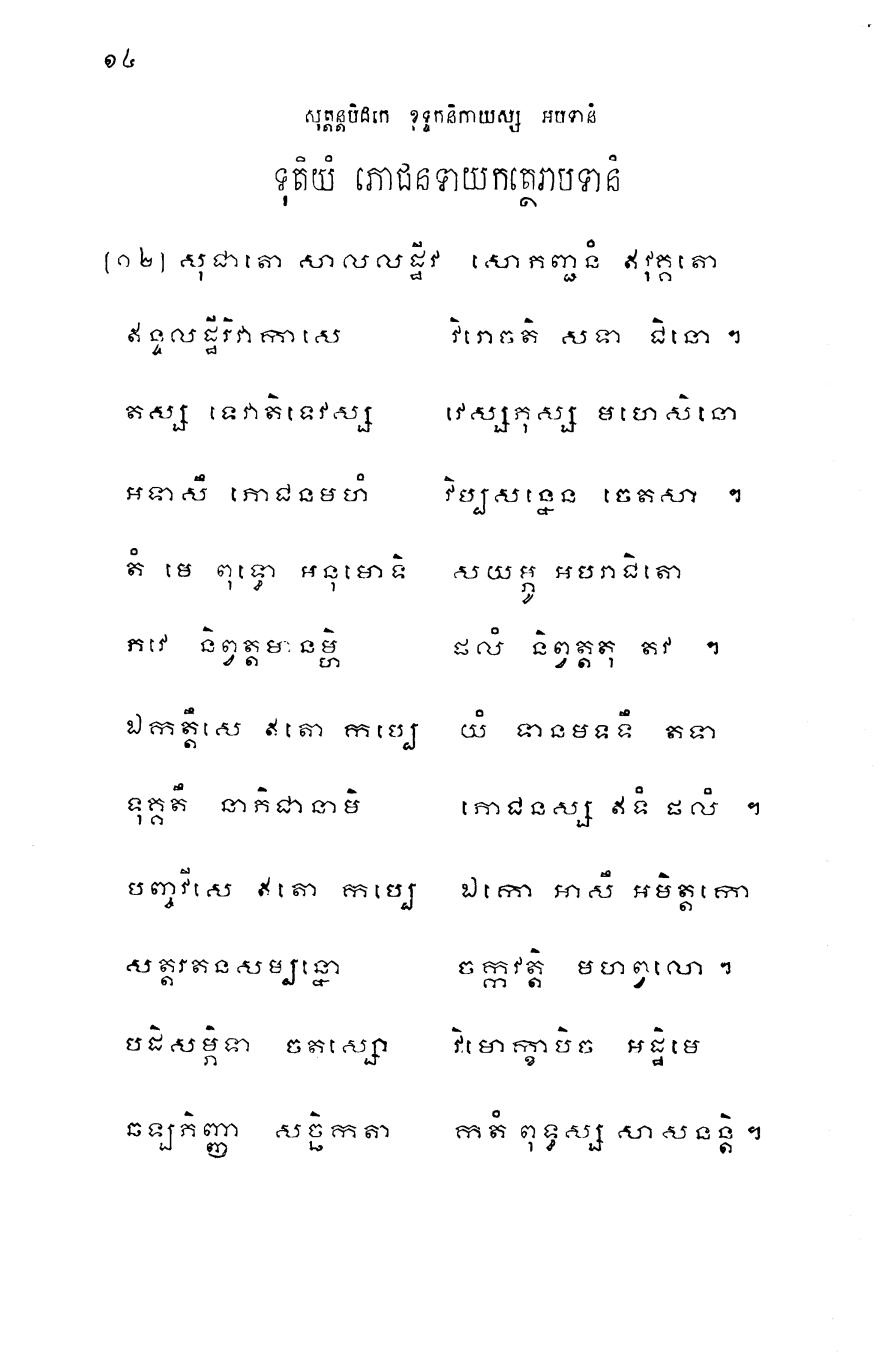 ១៤
សុត្តន្តបិដកេ ខុទ្ទកនិកាយស្ស អបទានំ
ទុតិយំ ភោជនទាយកត្ថេរាបទានំ
(១២) សុជាតោ សាលលដ្ឋីវ សោភញ្ជនំ ឥវុគ្គតោ
ឥន្ទលដ្ឋីរិវាកាសេ វិរោចតិ សទា ជិនោ ។
តស្ស ទេវាតិទេវស្ស វេស្សភុស្ស មហេសិនោ
អទាសឹ ភោជនមហំ វិប្បសន្នេន ចេតសា ។
តំ មេ ពុទ្ធោ អនុមោទិ សយម្ភូ អបរាជិតោ
ភវេ និព្វត្តមានម្ហិ ផលំ និព្វត្តតុ តវ ។
ឯកត្តឹសេ ឥតោ កប្បេ យំ ទានមទទឹ តទា
ទុគ្គតឹ នាភិជានាមិ ភោជនស្ស ឥទំ ផលំ ។
បញ្ចវីសេ ឥតោ កប្បេ ឯកោ អាសឹ អមិត្តកោ
សត្តរតនសម្បន្នោ ចក្កវត្តិ មហព្វលោ ។
បដិសម្ភិទា ចតស្សោ វិមោក្ខាបិច អដ្ឋិមេ
ឆឡភិញ្ញា សច្ឆិកតា កតំ ពុទ្ធស្ស សាសនន្តិ ។